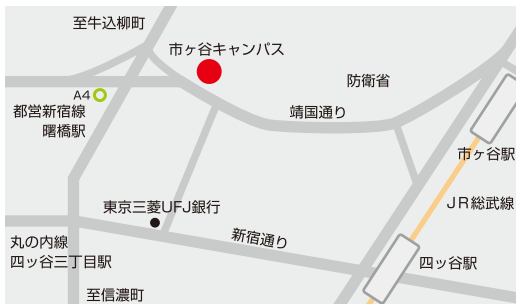 至牛込柳町
市ヶ谷キャンパス
防衛省
A4
都営新宿線
曙橋駅
靖国通り
市ヶ谷駅
JR総武線
東京三菱UFJ銀行
新宿通り
丸の内線
四ッ谷三丁目駅
四ッ谷駅
至信濃町